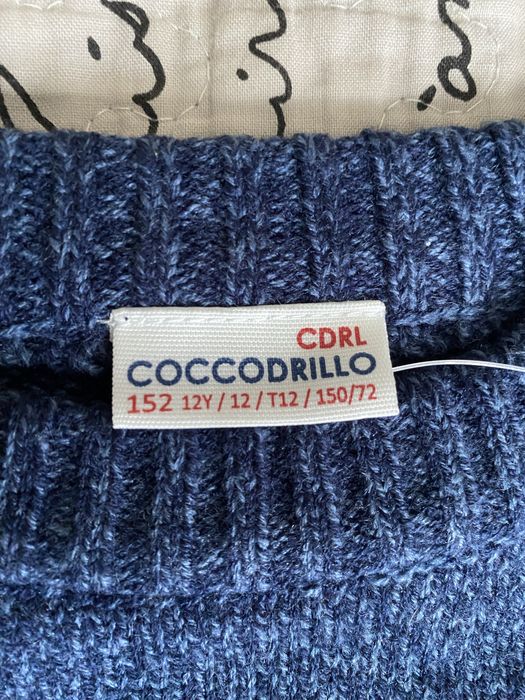 CDRL
COCCODRILLO
152 12Y / 12 / T12 / 150/72